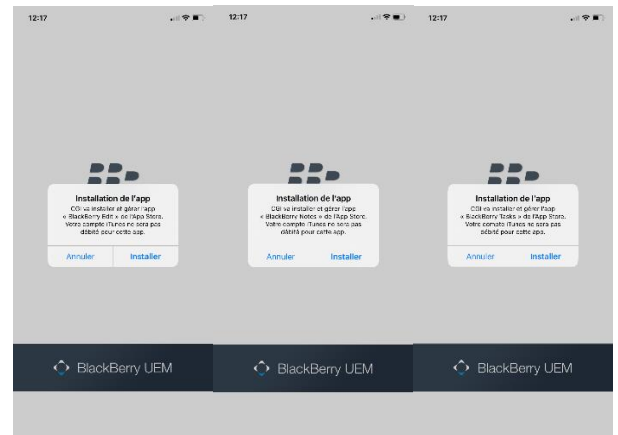 12:17
Installation de l'app
CGI va installer et gérer l'app
« BlackBerry Edit » de l'App Store.
Votre compte iTunes ne sera pas
débité pour cette app.
Annuler Installer
BlackBerry UEM
12:17
Installation de l'app
CGI va installer et gérer l'app
« BlackBerry Notes » de l'App Store.
Votre compte iTunes ne sera pas
débité pour cette app.
Annuler Installer
BlackBerry UEM
12:17
Installation de l'app
CGI va installer et gérer l'app
« BlackBerry Tasks » de l'App Store.
Votre compte iTunes ne sera pas
débité pour cette app.
Annuler Installer
BlackBerry UEM